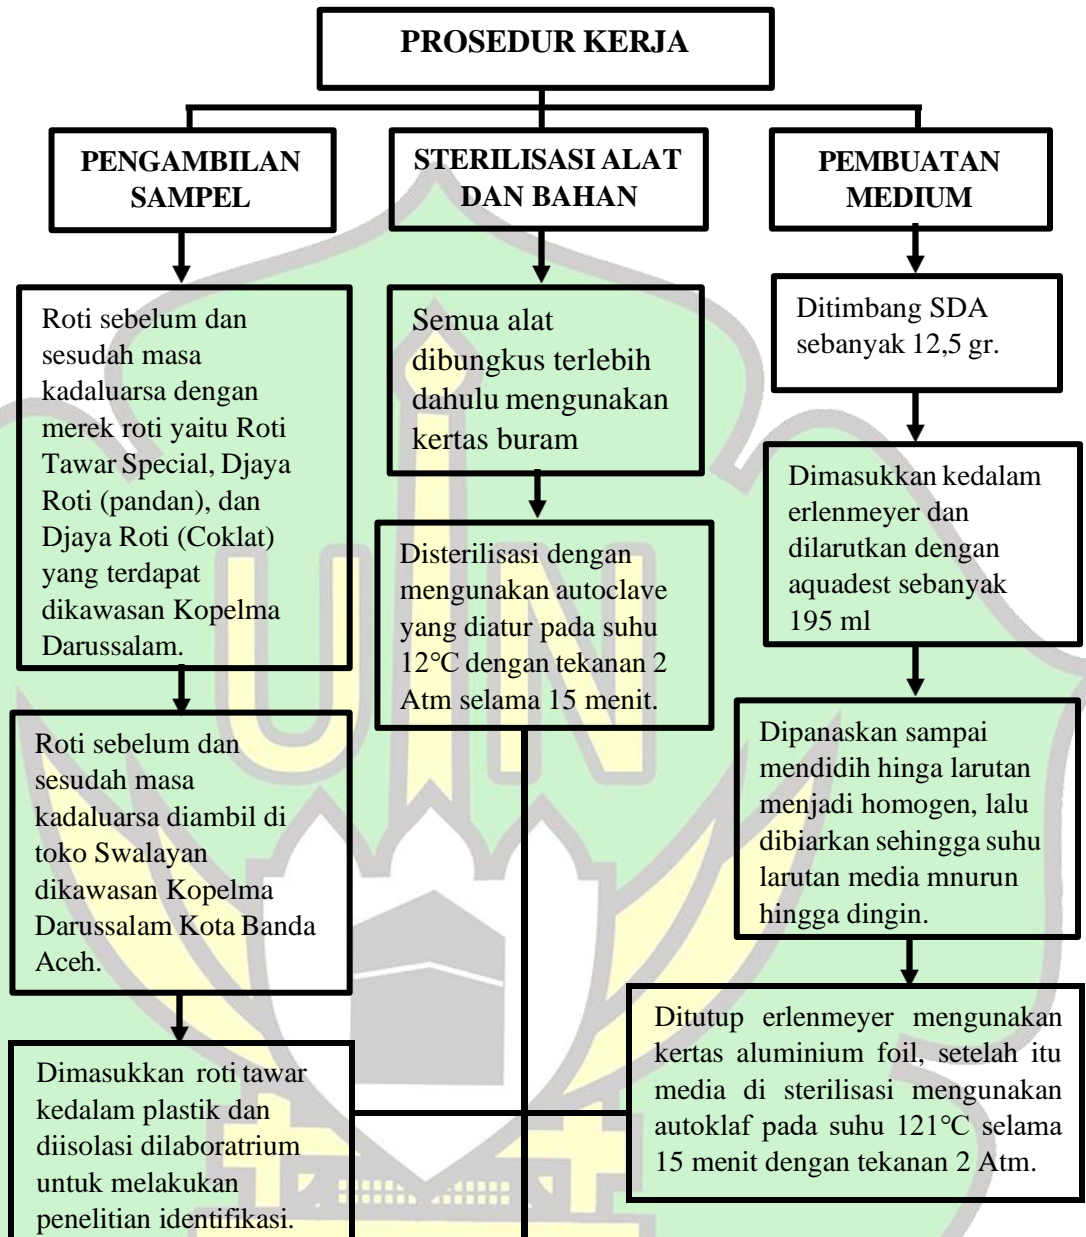 PROSEDUR KERJA
PENGAMBILAN
SAMPEL
STERILISASI ALAT
DAN BAHAN
PEMBUATAN
MEDIUM
Roti sebelum dan
sesudah masa
kadaluarsa dengan
merek roti yaitu Roti
Tawar Special, Djaya
Roti (pandan), dan
Djaya Roti (Coklat)
yang terdapat
dikawasan Kopelma
Darussalam.
Roti sebelum dan
sesudah masa
kadaluarsa diambil di
toko Swalayan
dikawasan Kopelma
Darussalam Kota Banda
Aceh.
Dimasukkan roti tawar
kedalam plastik dan
diisolasi dilaboratrium
untuk melakukan
penelitian identifikasi.
Semua alat
dibungkus terlebih
dahulu mengunakan
kertas buram
Disterilisasi dengan
mengunakan autoclave
yang diatur pada suhu
12°C dengan tekanan 2
Atm selama 15 menit.
Ditimbang SDA
sebanyak 12,5 gr.
Dimasukkan kedalam
erlenmeyer dan
dilarutkan dengan
aquadest sebanyak
195 ml
Dipanaskan sampai
mendidih hingga larutan
menjadi homogen, lalu
dibiarkan sehingga suhu
larutan media mnurun
hingga dingin.
Ditutup erlenmeyer mengunakan
kertas aluminium foil, setelah itu
media di sterilisasi mengunakan
autoklaf pada suhu 121°C selama
15 menit dengan tekanan 2 Atm.
UIN